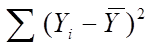 ∑ (Yᵢ − Y̅)²